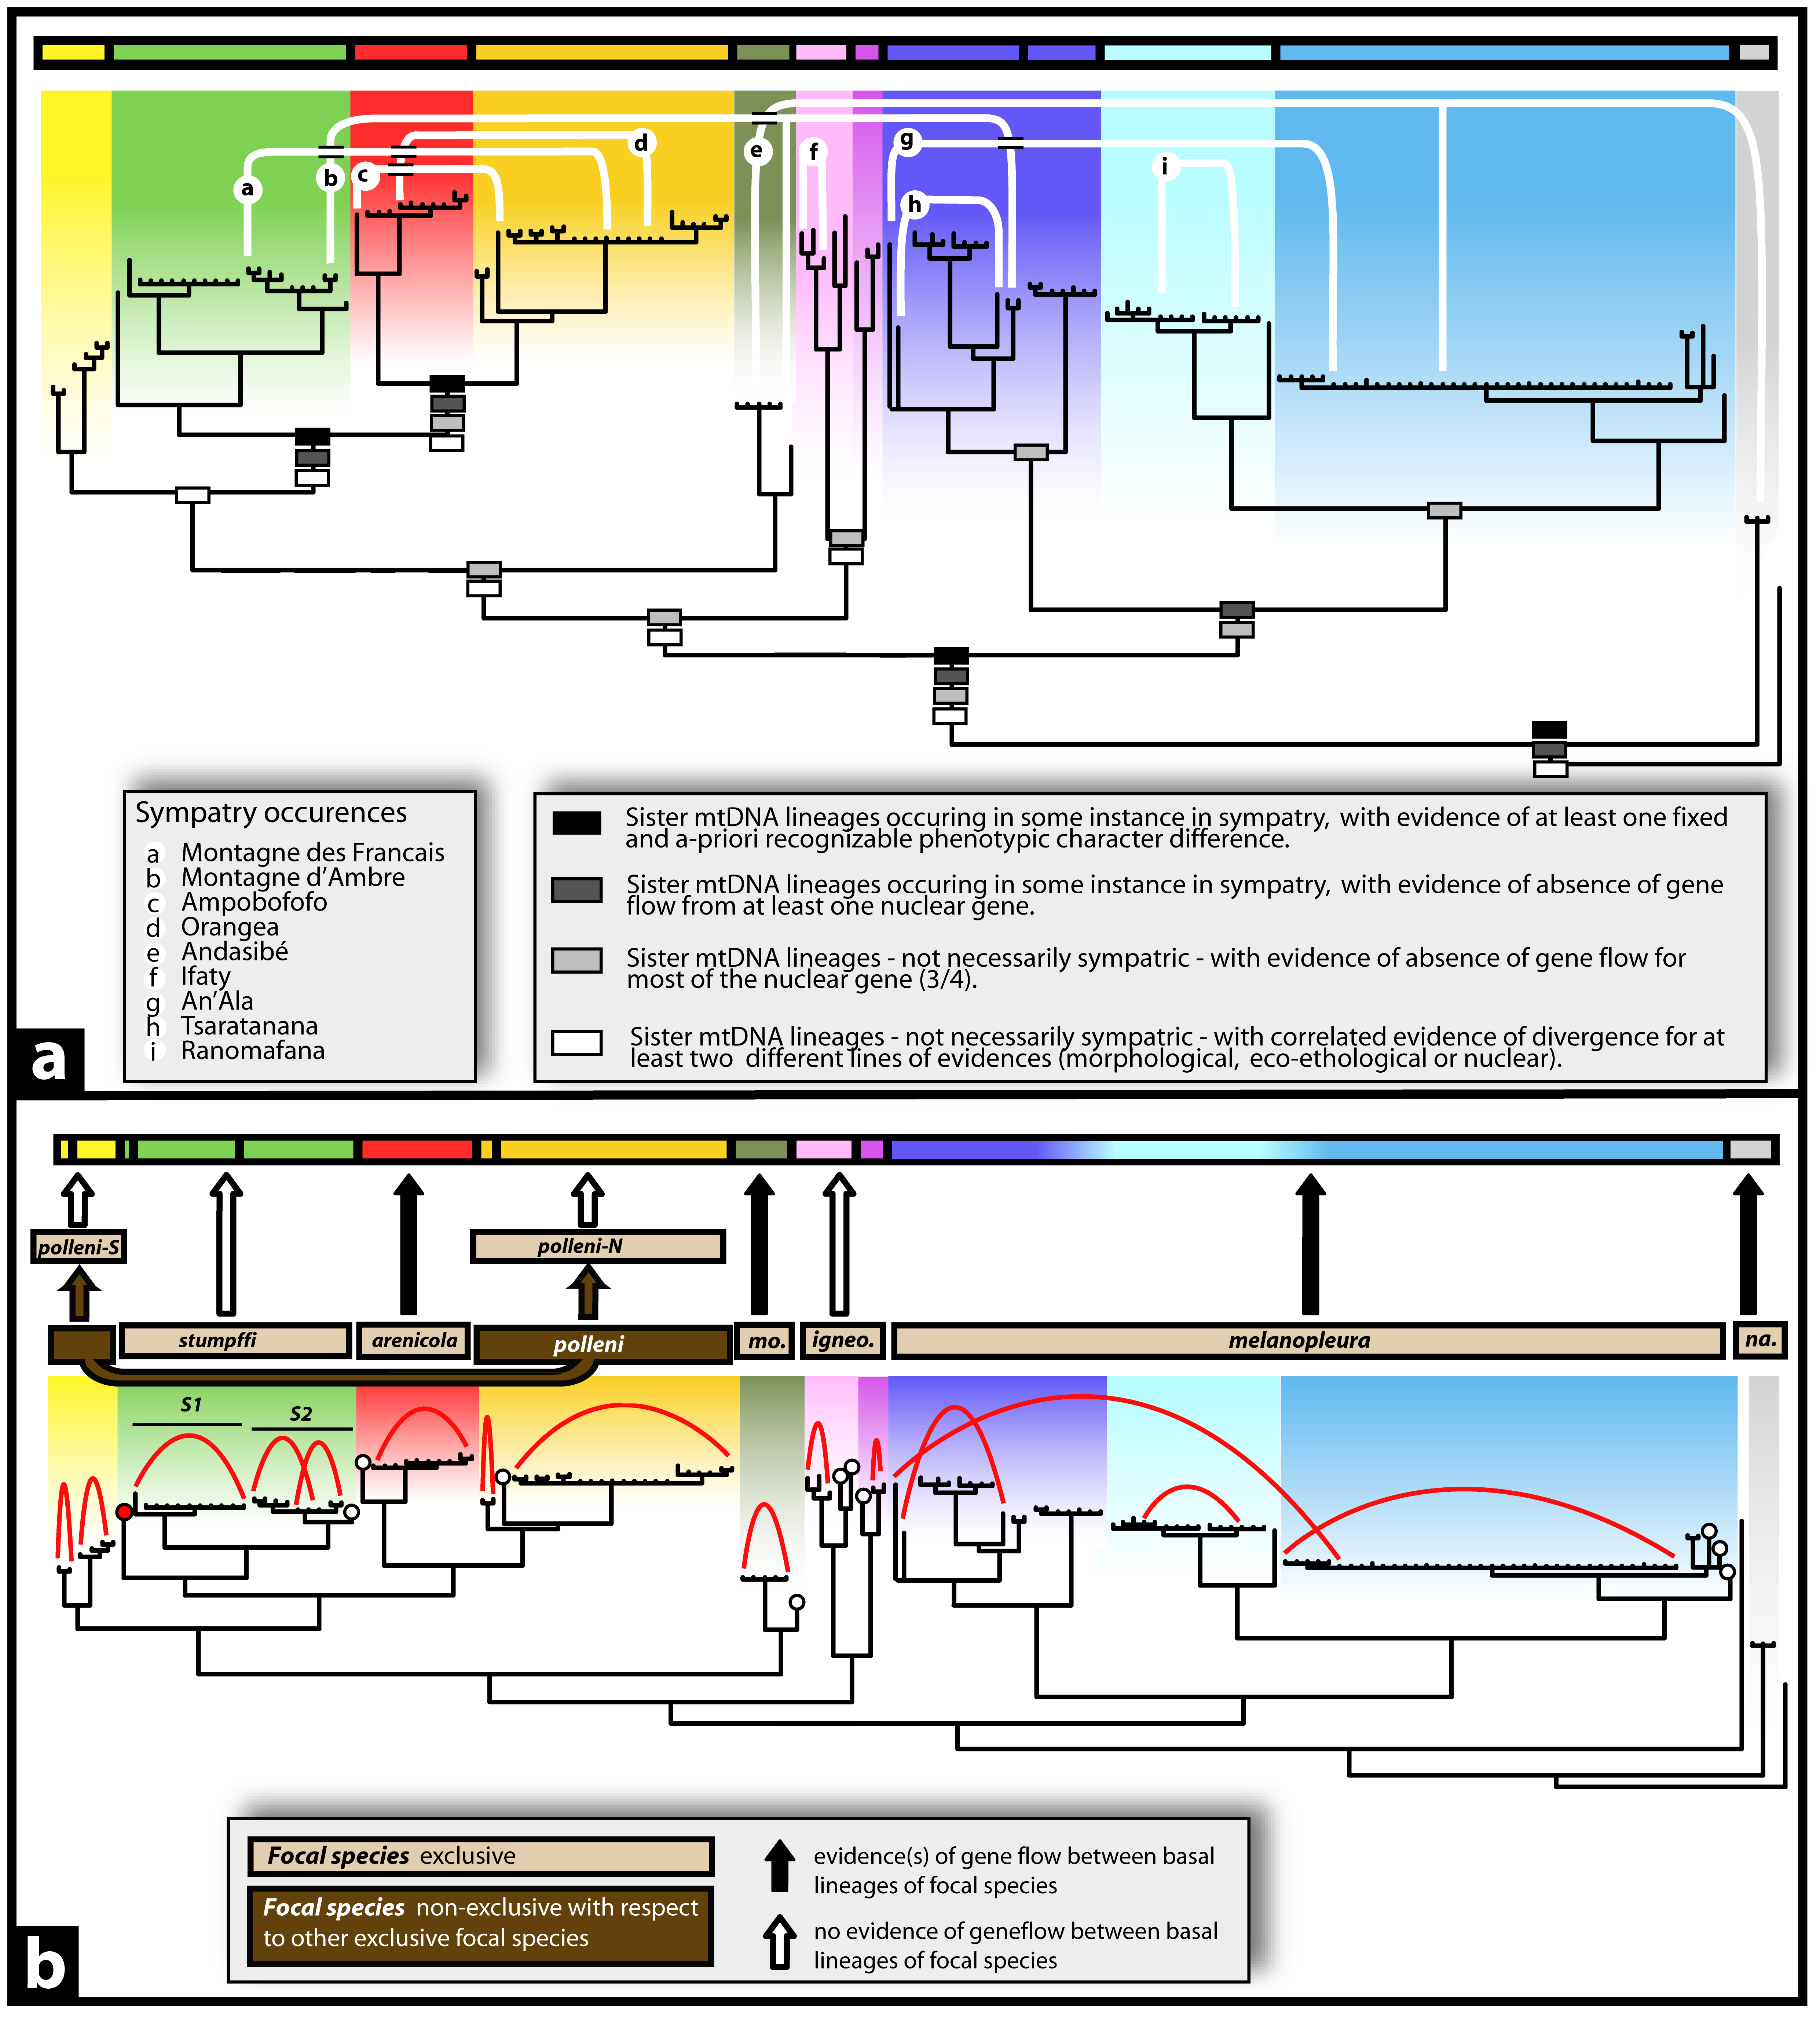 d
g
e
f
c
i
b
a
h
Sympatry occurences
a Montagne des Francais
b Montagne d'Ambre
c Ampobofofo
d Orangea
e Andasibé
f Ifaty
g An'Ala
h Tsaratanana
i Ranomafana
Sister mtDNA lineages occuring in some instance in sympatry, with evidence of at least one fixed
and a-priori recognizable phenotypic character difference.
Sister mtDNA lineages occuring in some instance in sympatry, with evidence of absence of gene
flow from at least one nuclear gene.
Sister mtDNA lineages - not necessarily sympatric - with evidence of absence of gene flow for
most of the nuclear gene (3/4).
Sister mtDNA lineages - not necessarily sympatric - with correlated evidence of divergence for at
least two different lines of evidences (morphological, eco-ethological or nuclear).
a
polleni-S
polleni-N
stumpffi
arenicola
polleni
mo.
igneo.
melanopleura
na.
S1
S2
Focal species exclusive
Focal species non-exclusive with respect
to other exclusive focal species
evidence(s) of gene flow between basal
lineages of focal species
no evidence of geneflow between basal
lineages of focal species
b